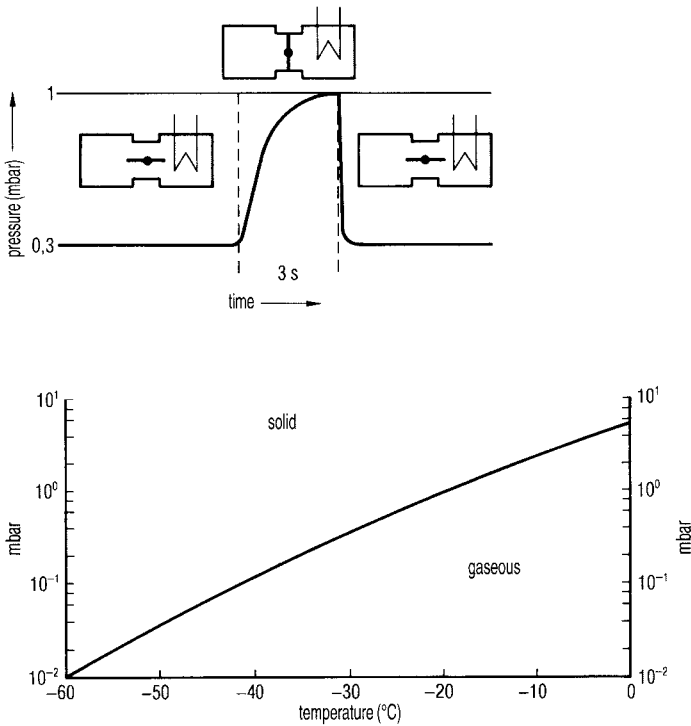 pressure (mbar)
1
0,3
3 s
time
10¹
10⁰
10⁻¹
10⁻²
mbar
solid
gaseous
10¹
10⁰
10⁻¹
10⁻²
mbar
−60
−50
−40
−30
−20
−10
0
temperature (°C)